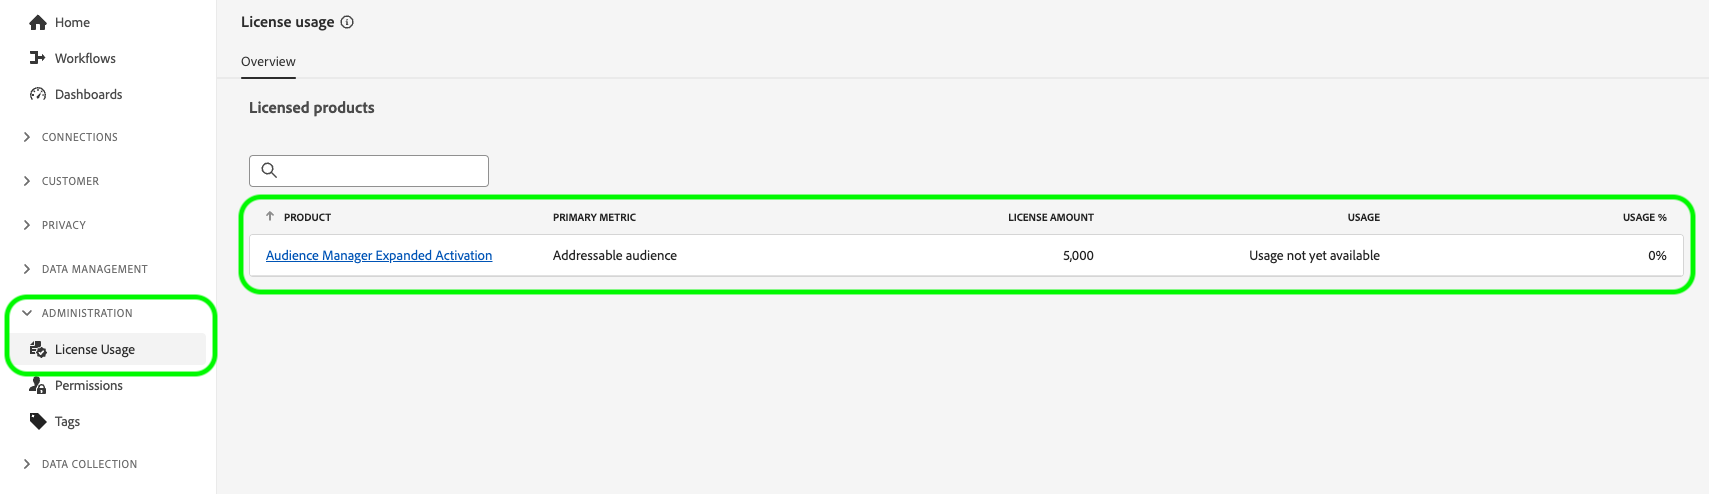 Home
Workflows
Dashboards
CONNECTIONS
CUSTOMER
PRIVACY
DATA MANAGEMENT
ADMINISTRATION
License Usage
Permissions
Tags
DATA COLLECTION
License usage
Overview
Licensed products
PRODUCT PRIMARY METRIC LICENSE AMOUNT USAGE USAGE %
Audience Manager Expanded Activation Addressable audience 5,000 Usage not yet available 0%